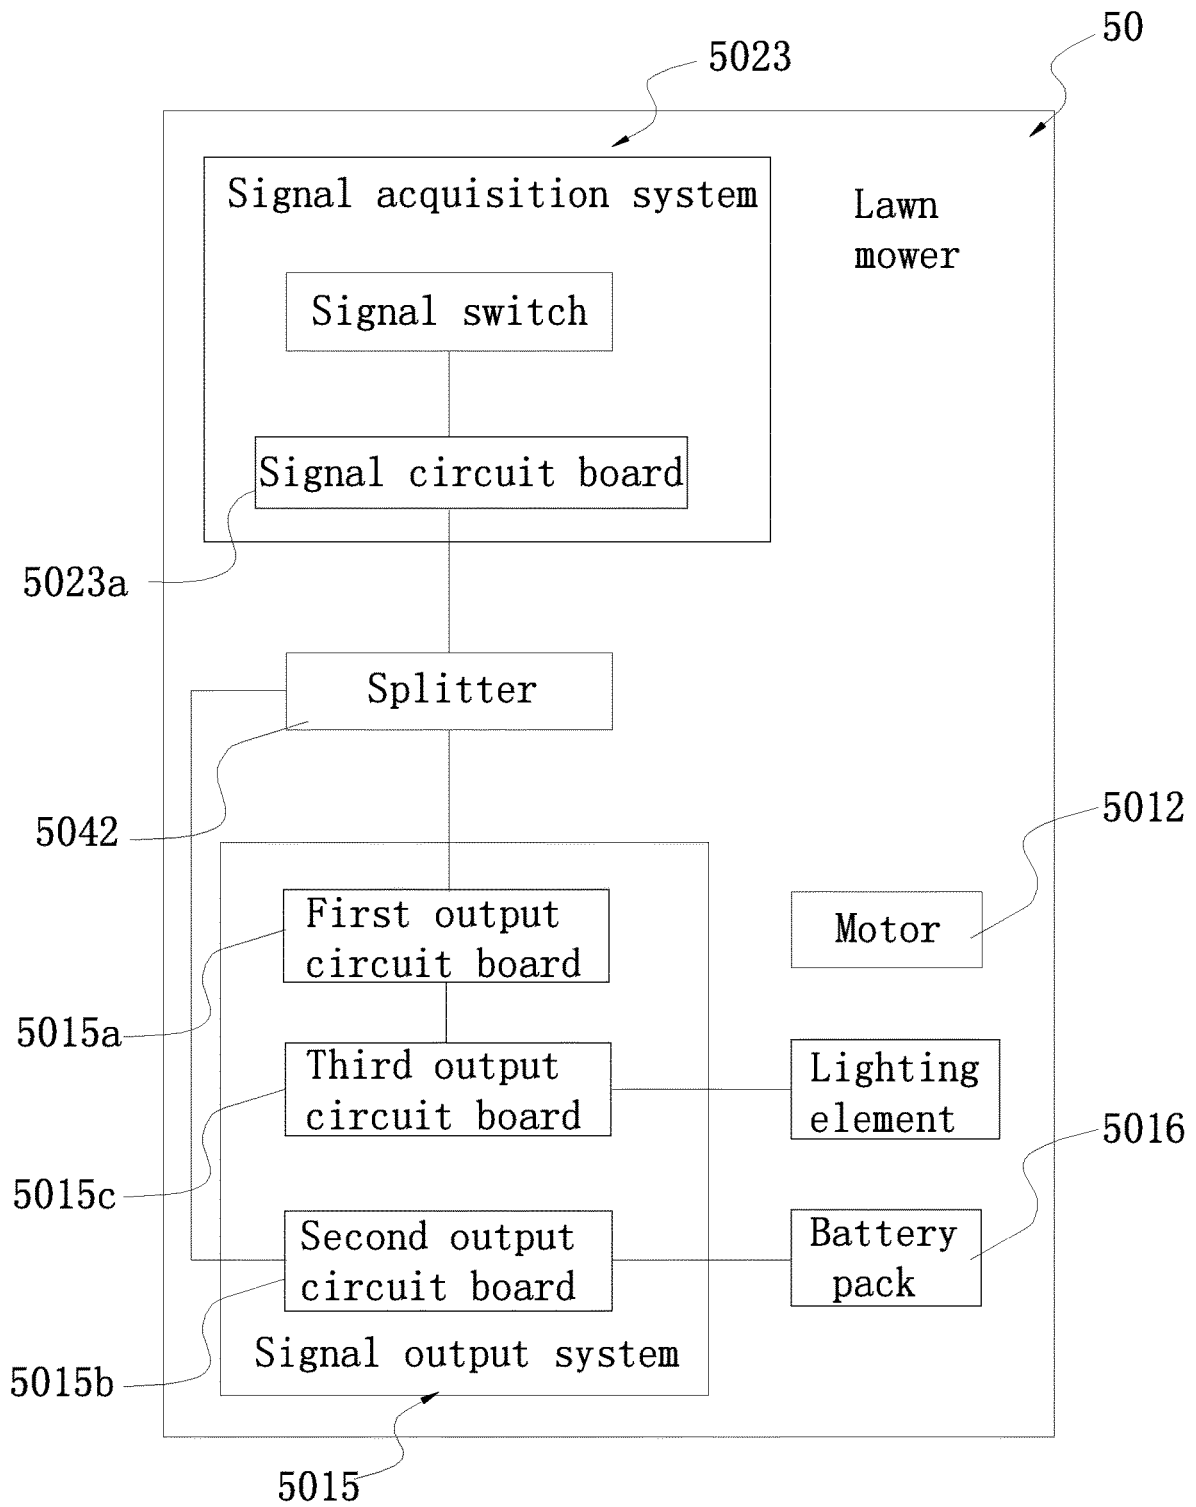 50
5023
Signal acquisition system
Lawn
mower
Signal switch
Signal circuit board
5023a
Splitter
5042
5012
First output
circuit board
Motor
5015a
Third output
circuit board
Lighting
element
5016
5015c
Second output
circuit board
Battery
pack
Signal output system
5015b
5015